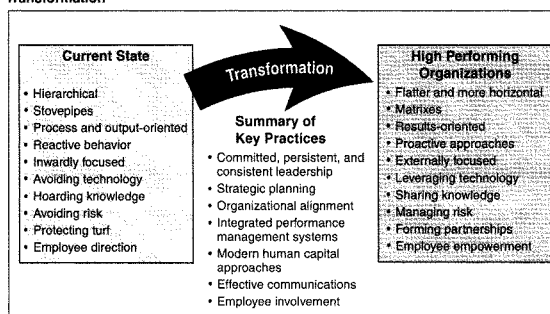 Transformation
Current State
• Hierarchical
• Stovepipes
• Process and output-oriented
• Reactive behavior
• Inwardly focused
• Avoiding technology
• Hoarding knowledge
• Avoiding risk
• Protecting turf
• Employee direction
Transformation
Summary of
Key Practices
• Committed, persistent, and
consistent leadership
• Strategic planning
• Organizational alignment
• Integrated performance
management systems
• Modern human capital
approaches
• Effective communications
• Employee involvement
High Performing
Organizations
• Flatter and more horizontal
• Matrixes
• Results-oriented
• Proactive approaches
• Externally focused
• Leveraging technology
• Sharing knowledge
• Managing risk
• Forming partnerships
• Employee empowerment